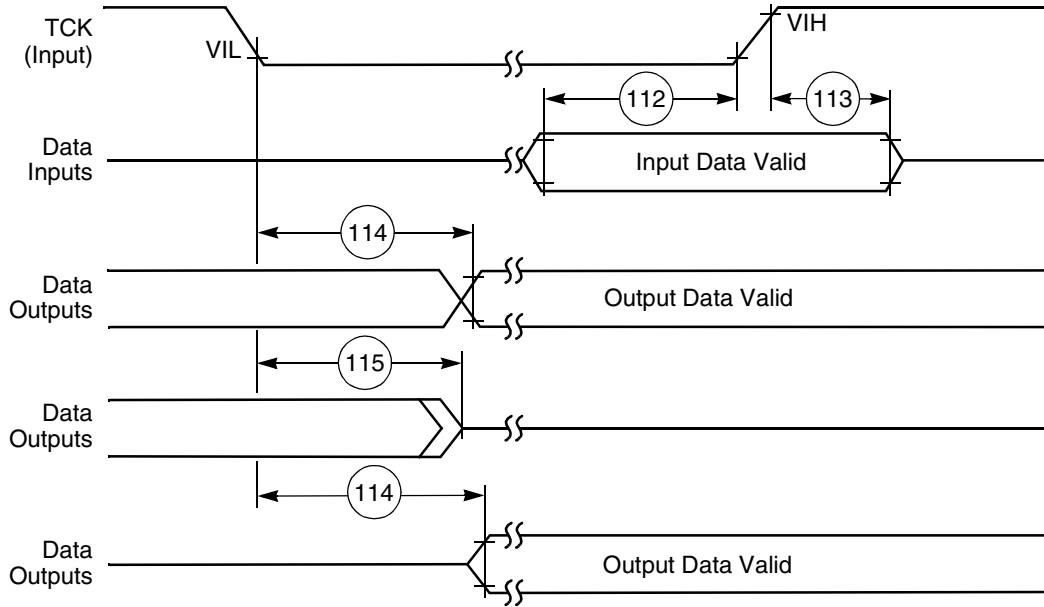 TCK
(Input)
VIL
VIH
112
113
Data
Inputs
Input Data Valid
114
Data
Outputs
Output Data Valid
115
Data
Outputs
114
Data
Outputs
Output Data Valid